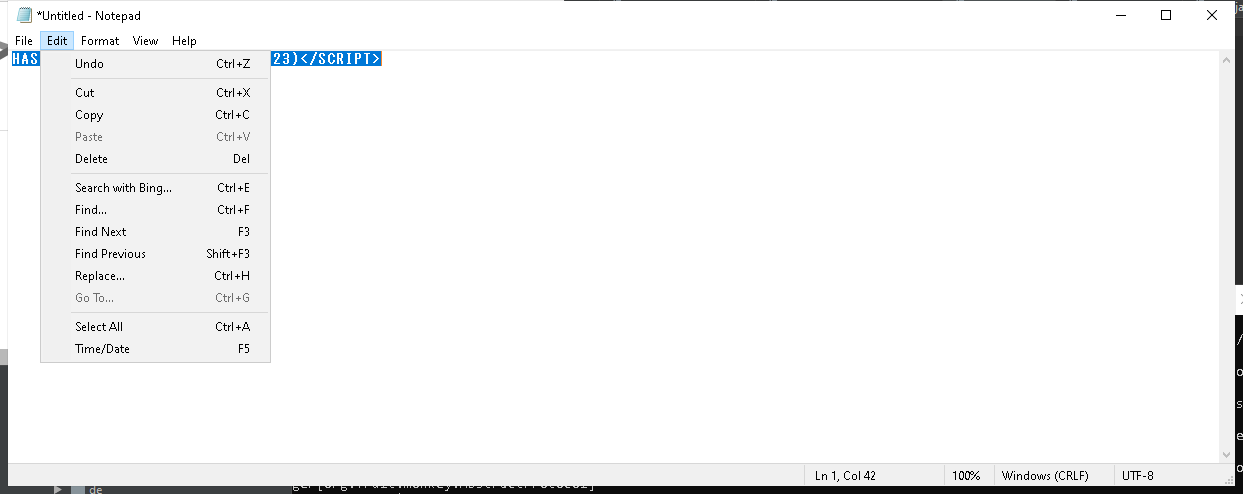 *Untitled - Notepad
File Edit Format View Help
HAS 23)</SCRIPT>
Undo Ctrl+Z
Cut Ctrl+X
Copy Ctrl+C
Paste Ctrl+V
Delete Del
Search with Bing... Ctrl+E
Find... Ctrl+F
Find Next F3
Find Previous Shift+F3
Replace... Ctrl+H
Go To... Ctrl+G
Select All Ctrl+A
Time/Date F5
Ln 1, Col 42 100% Windows (CRLF) UTF-8
de